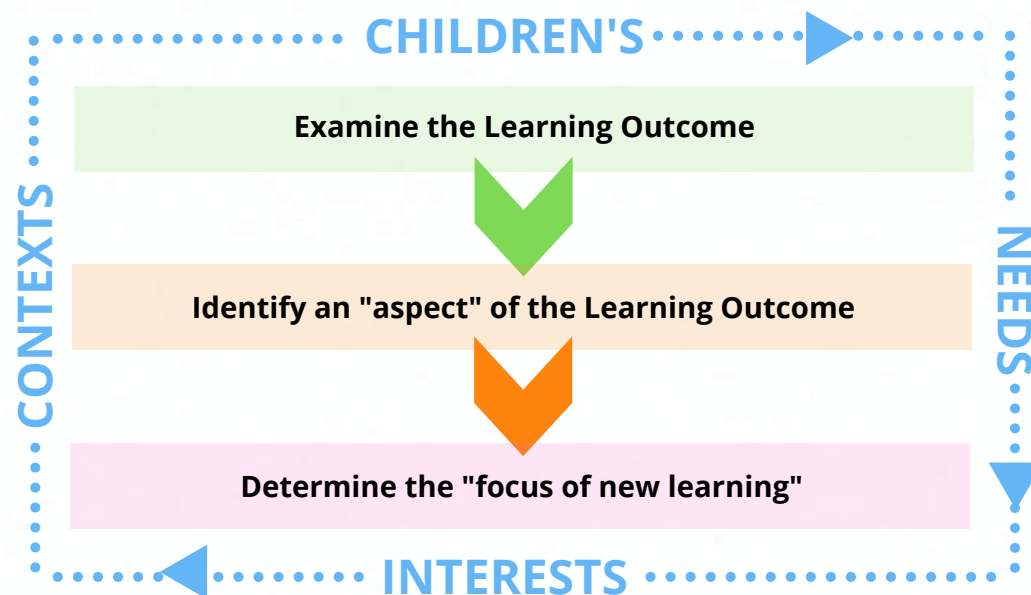 CHILDREN'S
Examine the Learning Outcome
Identify an "aspect" of the Learning Outcome
Determine the "focus of new learning"
NEEDS
INTERESTS
CONTEXTS